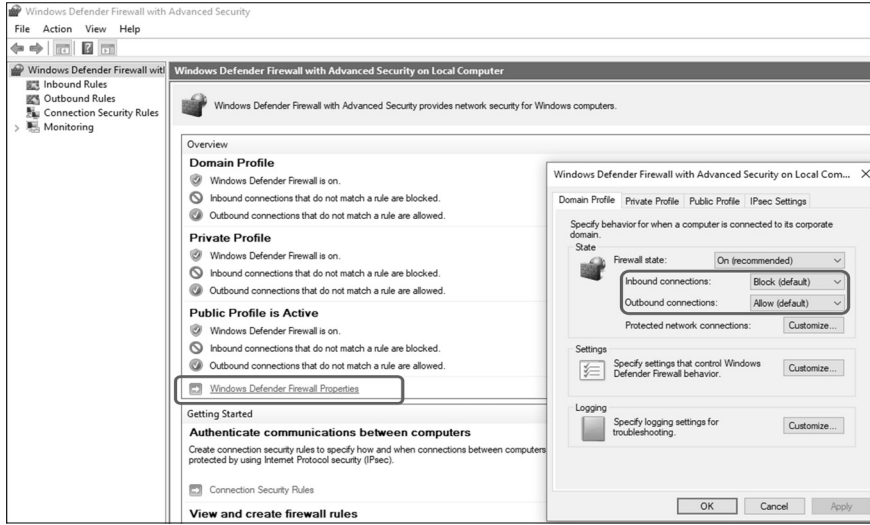 Windows Defender Firewall with Advanced Security
File Action View Help
Windows Defender Firewall witl
Inbound Rules
Outbound Rules
Connection Security Rules
Monitoring
Windows Defender Firewall with Advanced Security on Local Computer
Windows Defender Firewall with Advanced Security provides network security for Windows computers.
Overview
Domain Profile
Windows Defender Firewall is on.
Inbound connections that do not match a rule are blocked.
Outbound connections that do not match a rule are allowed.
Private Profile
Windows Defender Firewall is on.
Inbound connections that do not match a rule are blocked.
Outbound connections that do not match a rule are allowed.
Public Profile is Active
Windows Defender Firewall is on.
Inbound connections that do not match a rule are blocked.
Outbound connections that do not match a rule are allowed.
Windows Defender Firewall Properties
Getting Started
Authenticate communications between computers
Create connection security rules to specify how and when connections between computers
protected by using Internet Protocol security (IPsec).
Connection Security Rules
View and create firewall rules
Windows Defender Firewall with Advanced Security on Local Com... X
Domain Profile Private Profile Public Profile IPsec Settings
Specify behavior for when a computer is connected to its corporate
domain.
State
Firewall state: On (recommended)
Inbound connections: Block (default)
Outbound connections: Allow (default)
Protected network connections: Customize...
Settings
Specify settings that control Windows
Defender Firewall behavior.
Customize...
Logging
Specify logging settings for
troubleshooting.
Customize...
OK Cancel Apply